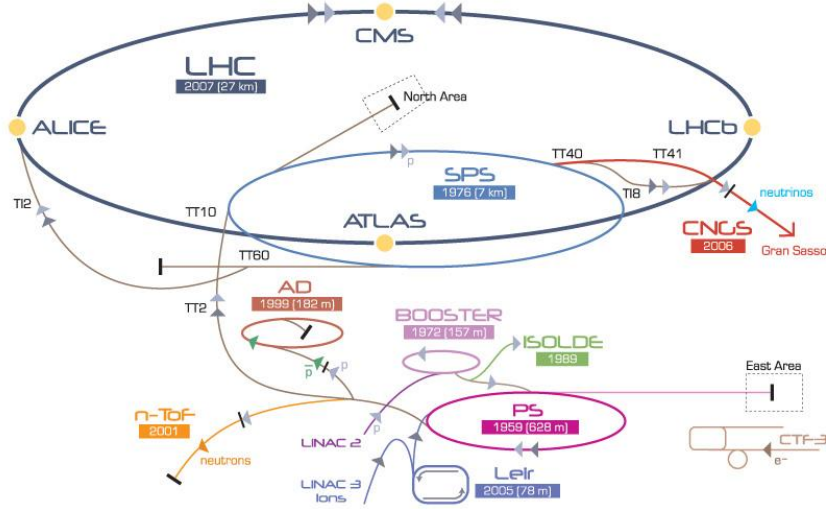 CMS
LHC
2007 (27 km)
North Area
ALICE
LHCb
TT40
TT41
p
SPS
1976 (7 km)
TI8
neutrinos
TI2
TT10
ATLAS
CNGS
2006
Gran Sasso
TT60
AD
1999 (182 m)
TT2
BOOSTER
1972 (157 m)
ISOLDE
1989
p
p
East Area
n-ToF
2001
LINAC 2
p
PS
1959 (628 m)
neutrons
CTF3
e-
LINAC 3
Ions
Leir
2005 (78 m)